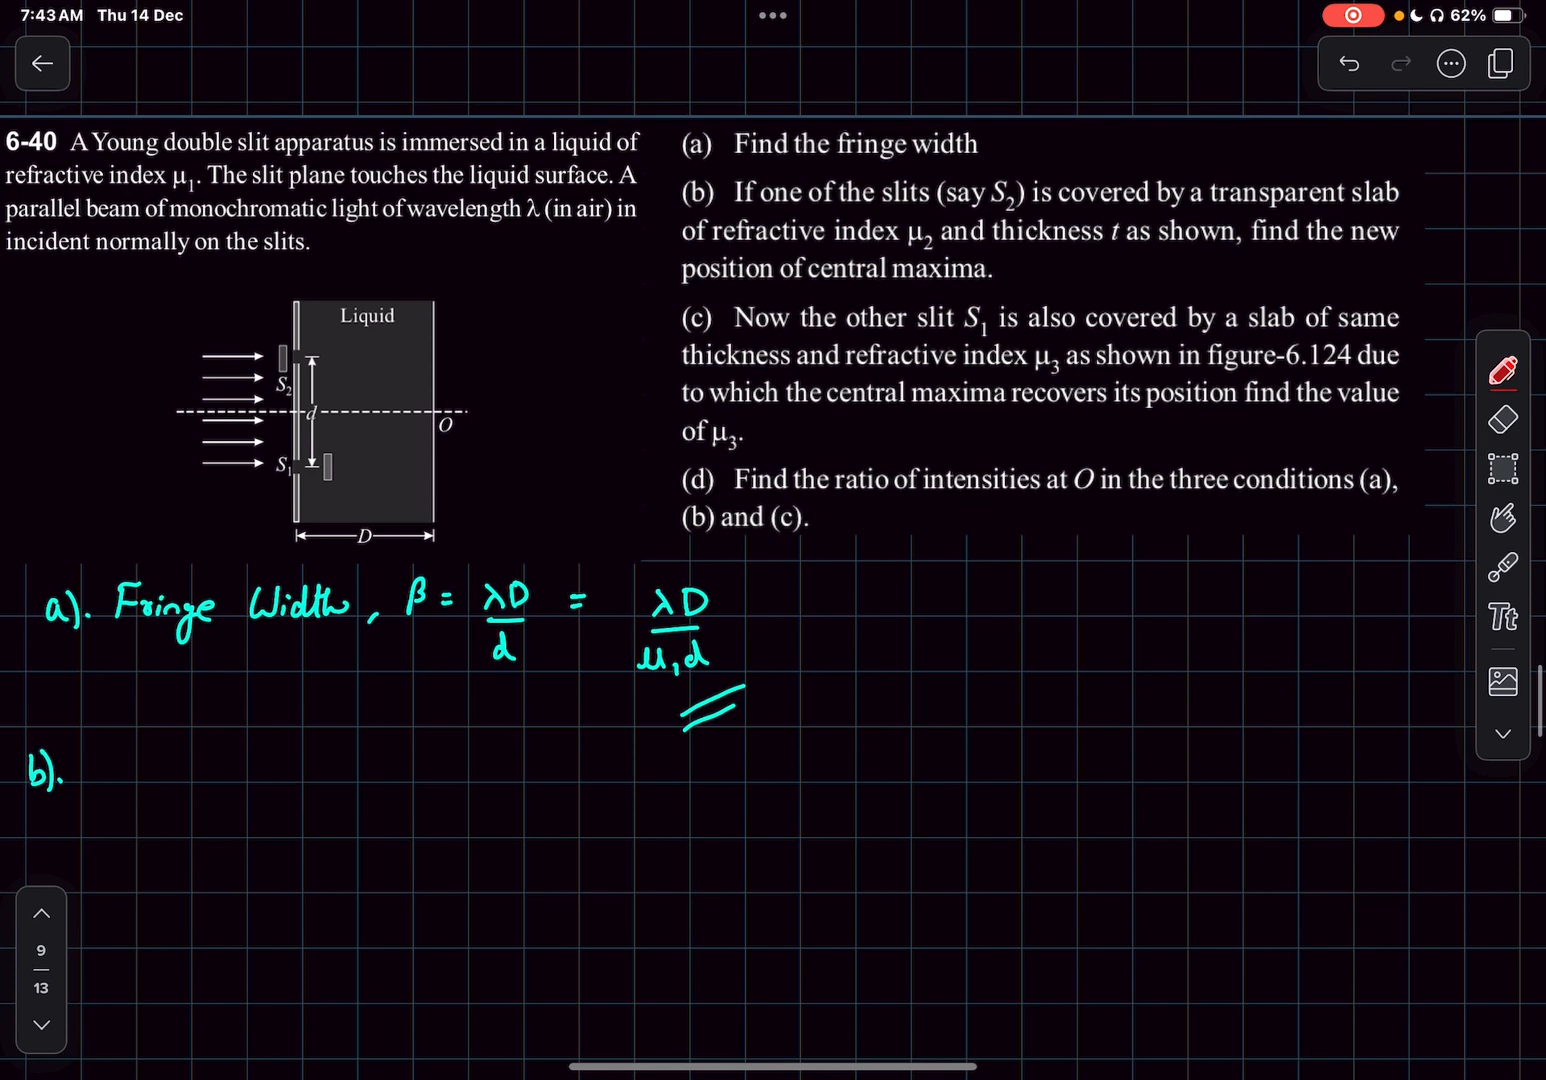 7:43 AM Thu 14 Dec
62%
6-40 A Young double slit apparatus is immersed in a liquid of
refractive index μ₁. The slit plane touches the liquid surface. A
parallel beam of monochromatic light of wavelength λ (in air) in
incident normally on the slits.
Liquid
S₂
d
O
S₁
D
(a) Find the fringe width
(b) If one of the slits (say S₂) is covered by a transparent slab
of refractive index μ₂ and thickness t as shown, find the new
position of central maxima.
(c) Now the other slit S₁ is also covered by a slab of same
thickness and refractive index μ₃ as shown in figure-6.124 due
to which the central maxima recovers its position find the value
of μ₃.
(d) Find the ratio of intensities at O in the three conditions (a),
(b) and (c).
a). Fringe Width, β = λD/d = λD/μ₁d
b).
Tt
9
13